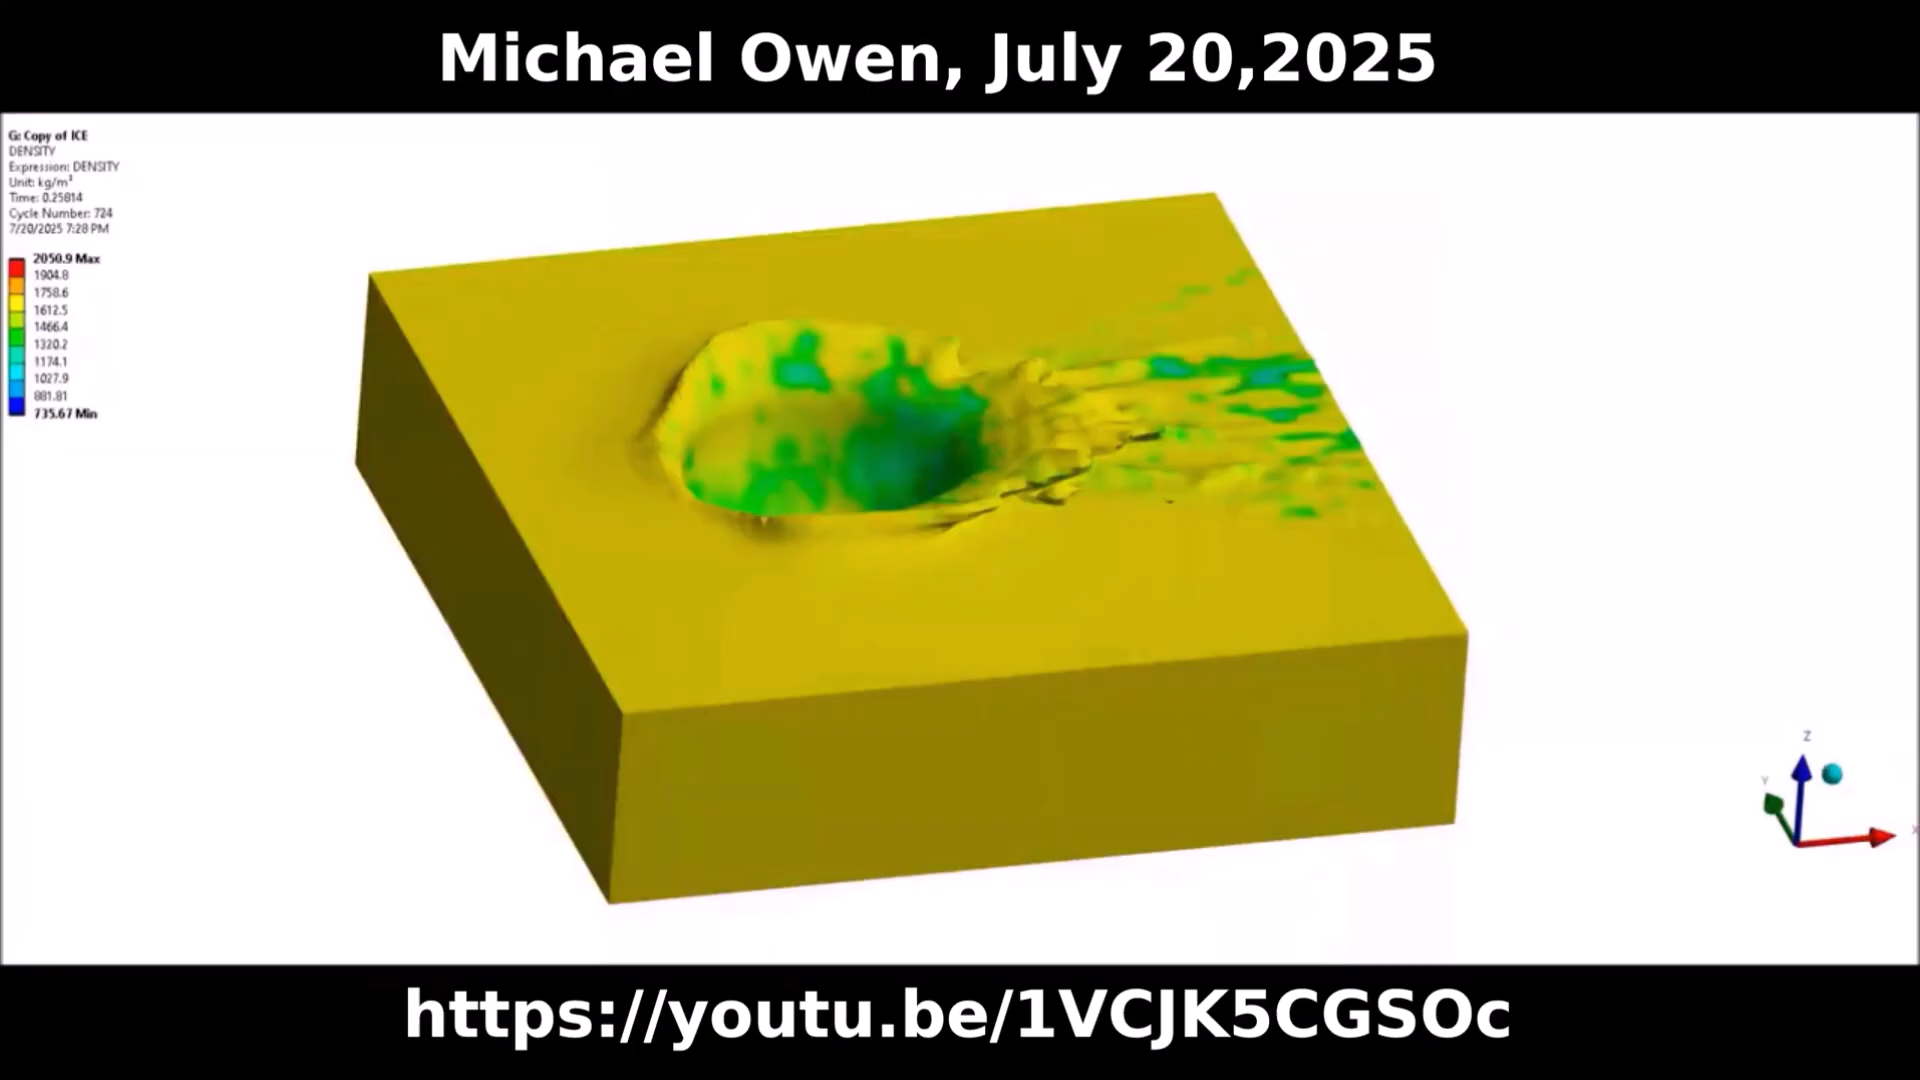 Michael Owen, July 20,2025
G: Copy of ICE
DENSITY
Expression: DENSITY
Unit: kg/m³
Time: 0.25814
Cycle Number: 724
7/20/2025 7:28 PM
2050.9 Max
1904.8
1758.6
1612.5
1466.4
1320.2
1174.1
1027.9
881.81
735.67 Min
Z
Y
X
https://youtu.be/1VCJK5CGSOc